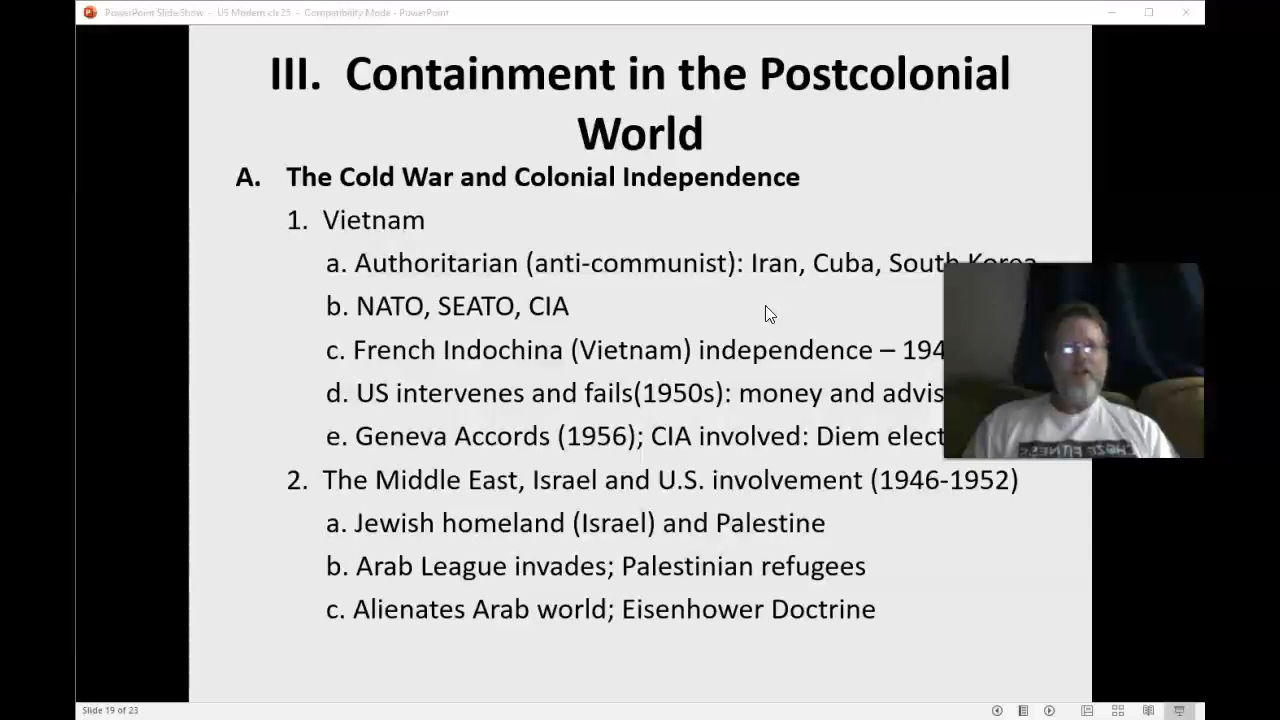 PowerPoint Slide Show - US Modern ch 25 - Compatibility Mode - PowerPoint
III. Containment in the Postcolonial
World
A. The Cold War and Colonial Independence
1. Vietnam
a. Authoritarian (anti-communist): Iran, Cuba, South Korea
b. NATO, SEATO, CIA
c. French Indochina (Vietnam) independence – 194
d. US intervenes and fails(1950s): money and advis
e. Geneva Accords (1956); CIA involved: Diem elect
2. The Middle East, Israel and U.S. involvement (1946-1952)
a. Jewish homeland (Israel) and Palestine
b. Arab League invades; Palestinian refugees
c. Alienates Arab world; Eisenhower Doctrine
Slide 19 of 23